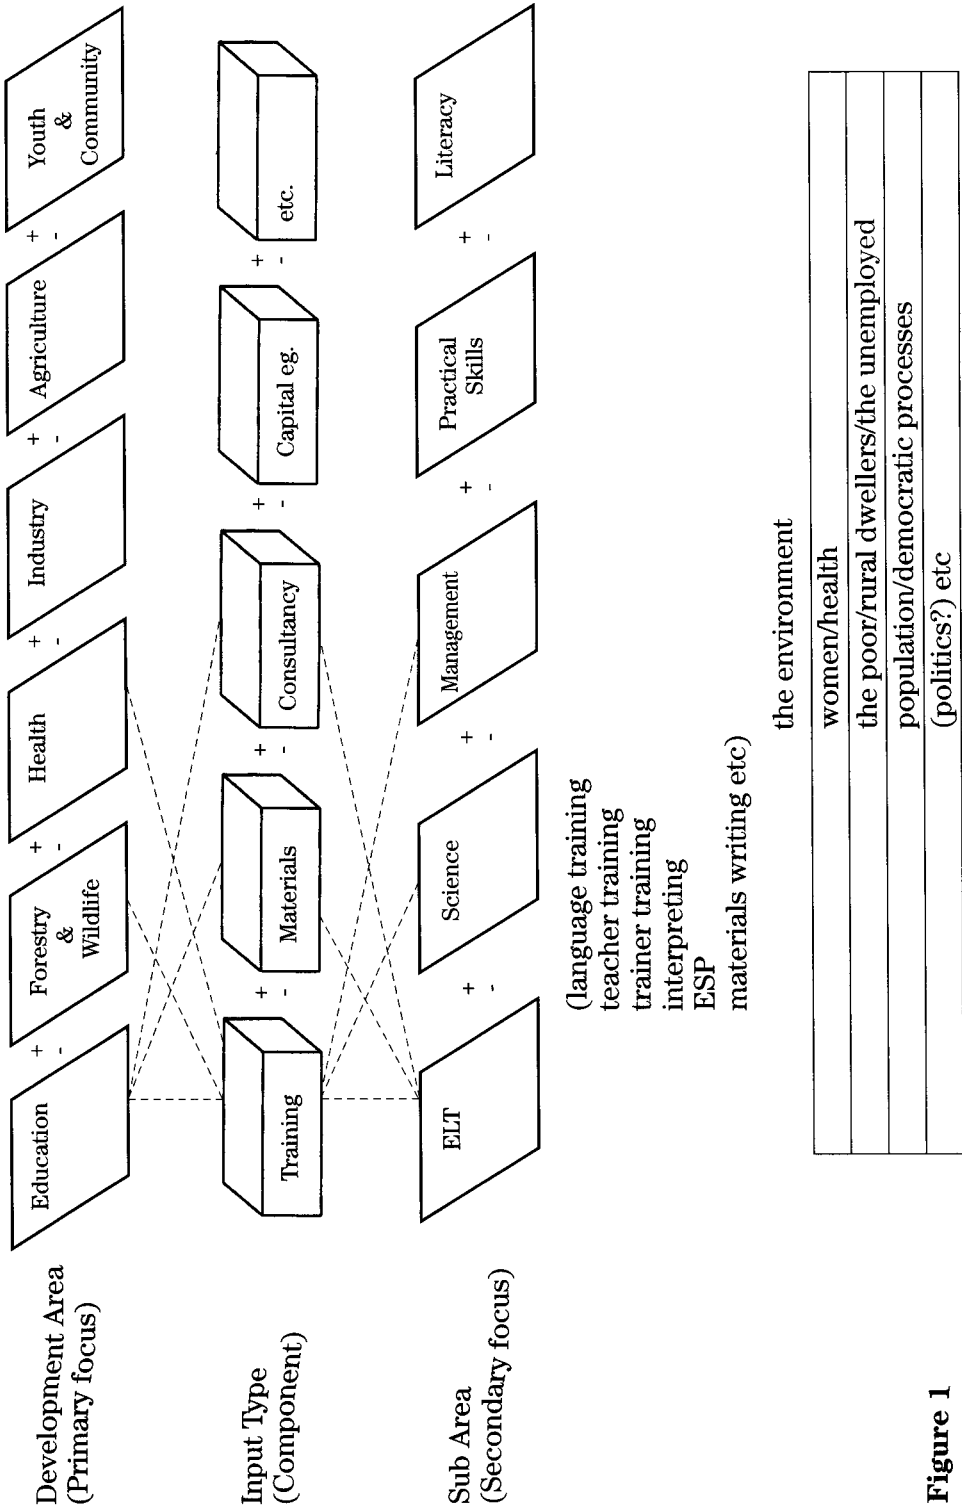 Development Area
(Primary focus)
Education
+
-
Forestry
&
Wildlife
+
-
Health
+
-
Industry
+
-
Agriculture
+
-
Youth
&
Community
Input Type
(Component)
Training
+
-
Materials
+
-
Consultancy
+
-
Capital eg.
+
-
etc.
Sub Area
(Secondary focus)
ELT
+
-
Science
+
-
Management
+
-
Practical
Skills
+
-
Literacy
(language training
teacher training
trainer training
interpreting
ESP
materials writing etc)
the environment
women/health
the poor/rural dwellers/the unemployed
population/democratic processes
(politics?) etc
Figure 1